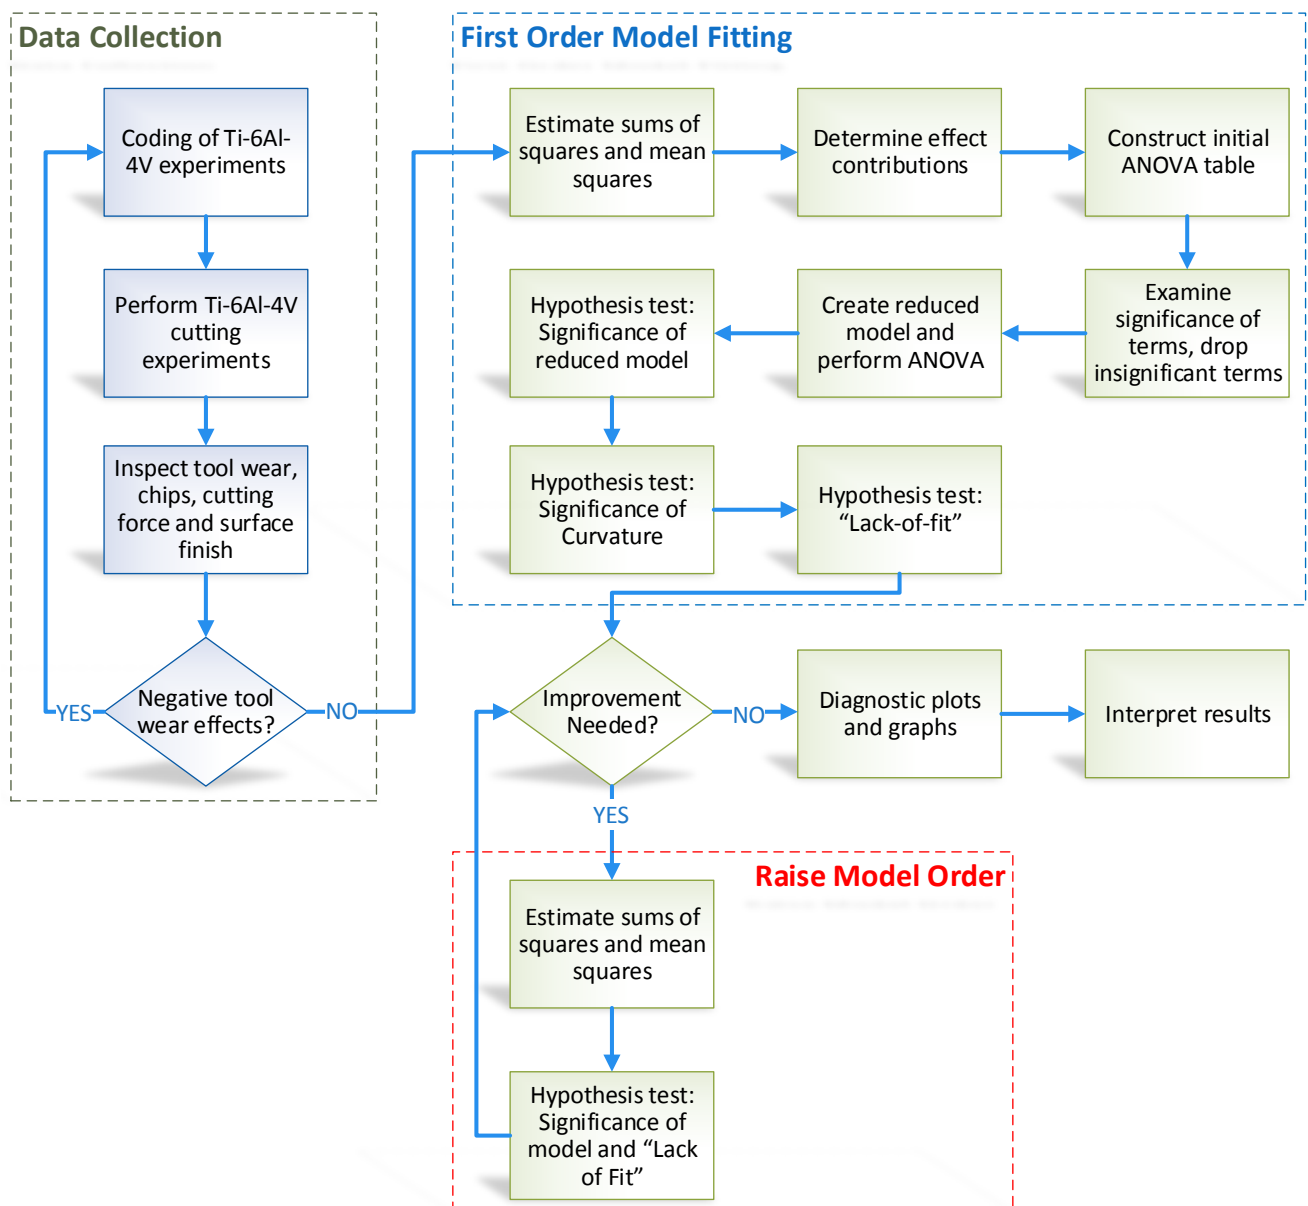 Data Collection
Coding of Ti-6Al-
4V experiments
Perform Ti-6Al-4V
cutting
experiments
Inspect tool wear,
chips, cutting
force and surface
finish
Negative tool
wear effects?
YES
NO
First Order Model Fitting
Estimate sums of
squares and mean
squares
Determine effect
contributions
Construct initial
ANOVA table
Examine
significance of
terms, drop
insignificant terms
Create reduced
model and
perform ANOVA
Hypothesis test:
Significance of
reduced model
Hypothesis test:
Significance of
Curvature
Hypothesis test:
“Lack-of-fit”
Improvement
Needed?
NO
YES
Diagnostic plots
and graphs
Interpret results
Raise Model Order
Estimate sums of
squares and mean
squares
Hypothesis test:
Significance of
model and “Lack
of Fit”